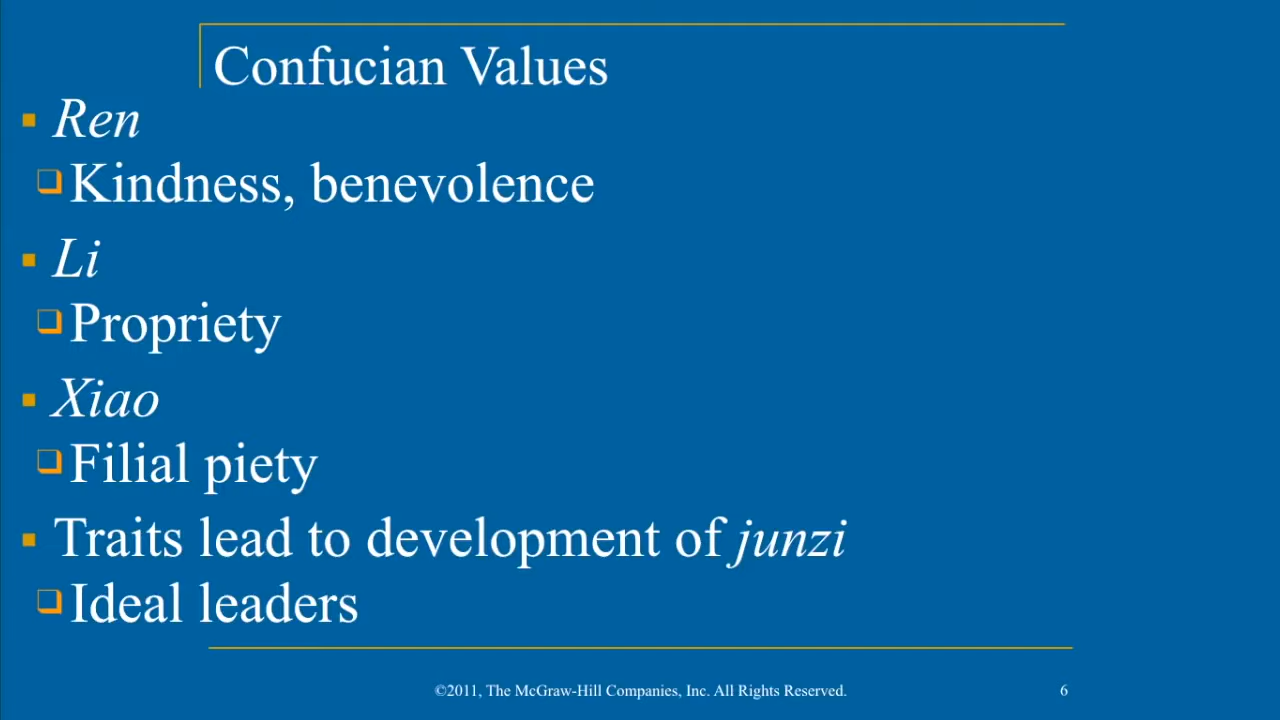 Confucian Values
Ren
Kindness, benevolence
Li
Propriety
Xiao
Filial piety
Traits lead to development of junzi
Ideal leaders
©2011, The McGraw-Hill Companies, Inc. All Rights Reserved.
6